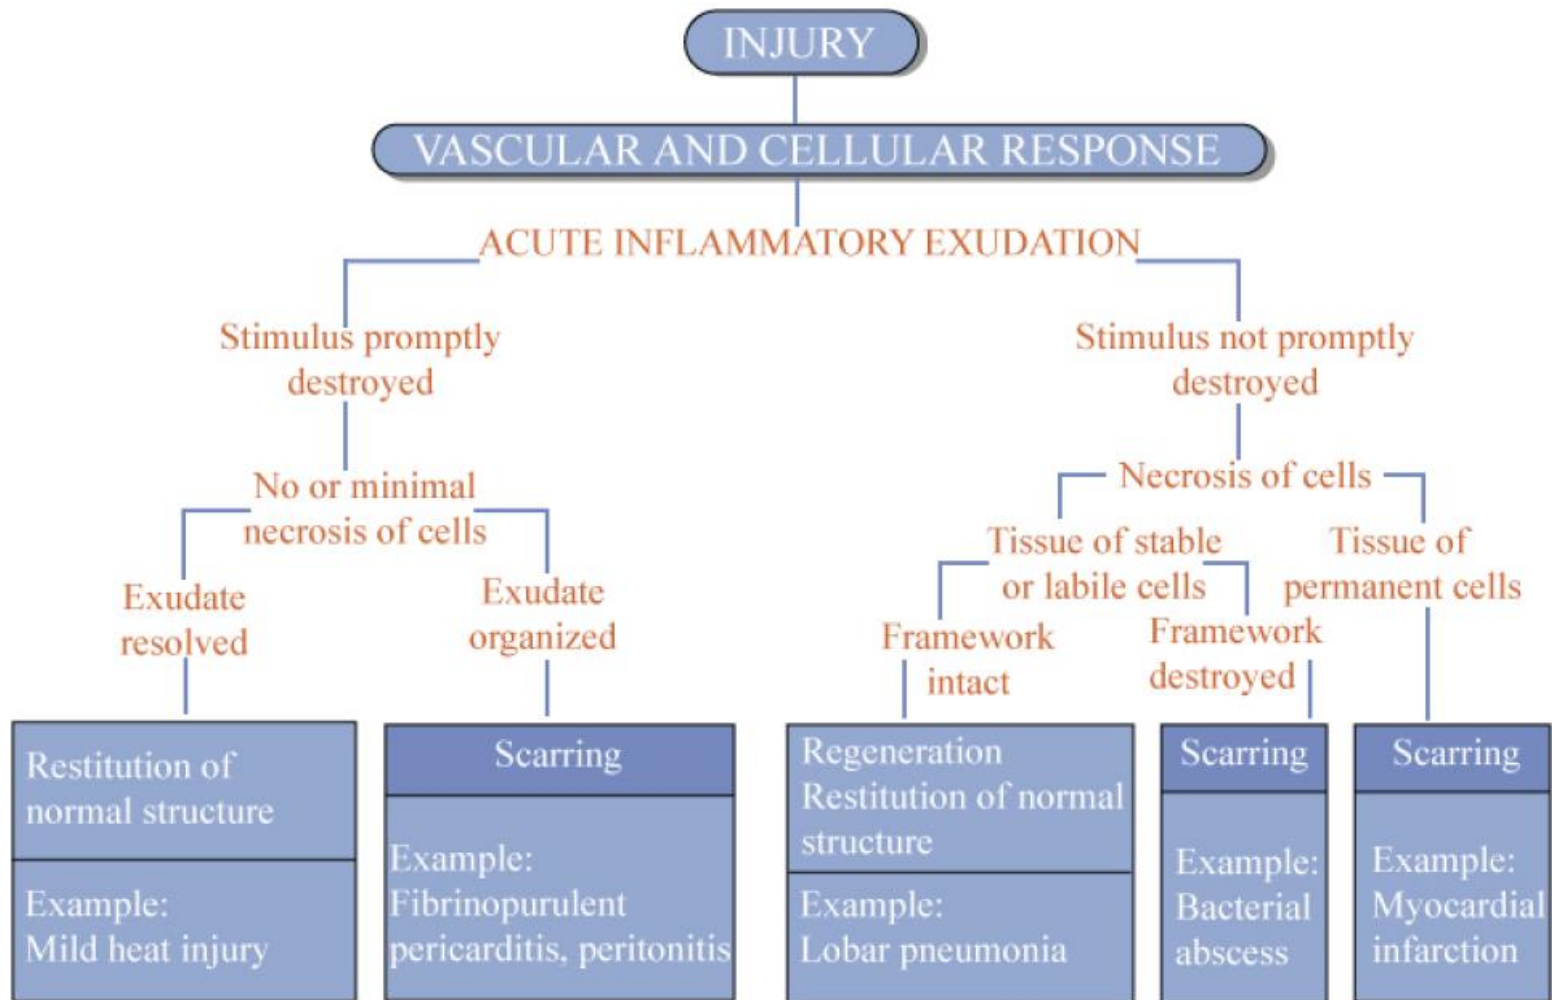 INJURY
VASCULAR AND CELLULAR RESPONSE
ACUTE INFLAMMATORY EXUDATION
Stimulus promptly
destroyed
Stimulus not promptly
destroyed
No or minimal
necrosis of cells
Necrosis of cells
Exudate
resolved
Exudate
organized
Tissue of stable
or labile cells
Tissue of
permanent cells
Framework
intact
Framework
destroyed
Restitution of
normal structure
Example:
Mild heat injury
Scarring
Example:
Fibrinopurulent
pericarditis, peritonitis
Regeneration
Restitution of normal
structure
Example:
Lobar pneumonia
Scarring
Example:
Bacterial
abscess
Scarring
Example:
Myocardial
infarction